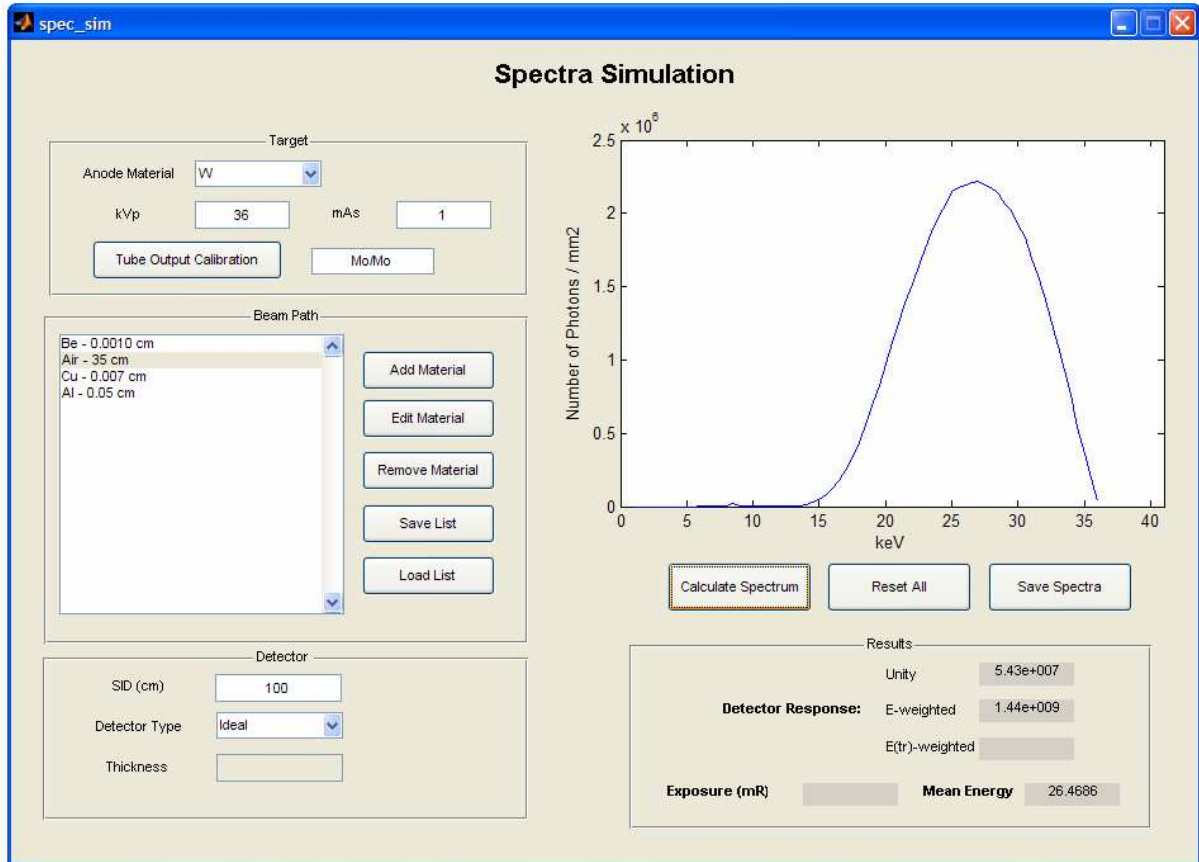 spec_sim
Spectra Simulation
Target
Anode Material W
kVp 36 mAs 1
Tube Output Calibration Mo/Mo
Beam Path
Be - 0.0010 cm
Air - 35 cm
Cu - 0.007 cm
Al - 0.05 cm
Add Material
Edit Material
Remove Material
Save List
Load List
Detector
SID (cm) 100
Detector Type Ideal
Thickness
x 10^6
2.5
2
1.5
1
0.5
0
Number of Photons / mm2
0 5 10 15 20 25 30 35 40
keV
Calculate Spectrum Reset All Save Spectra
Results
Unity 5.43e+007
Detector Response: E-weighted 1.44e+009
E(tr)-weighted
Exposure (mR) Mean Energy 26.4686